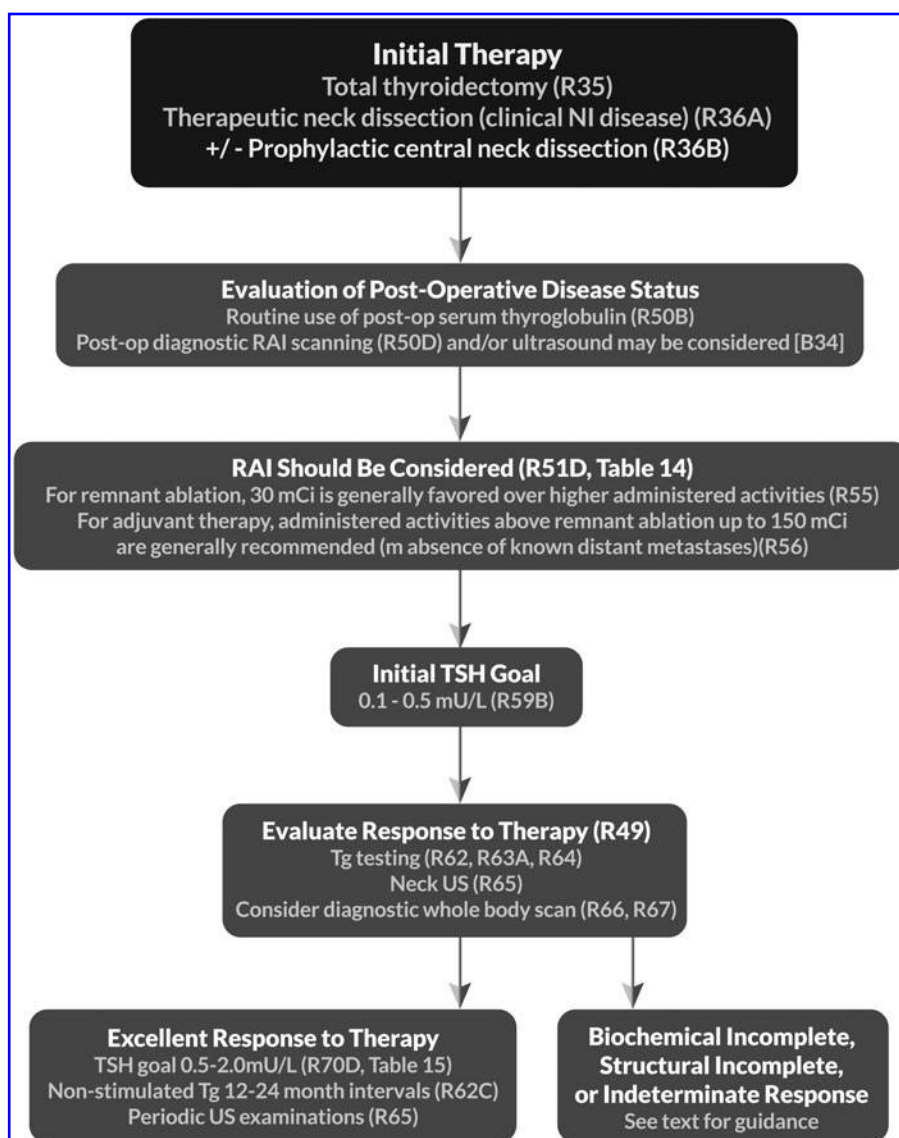 Initial Therapy
Total thyroidectomy (R35)
Therapeutic neck dissection (clinical NI disease) (R36A)
+/ - Prophylactic central neck dissection (R36B)
Evaluation of Post-Operative Disease Status
Routine use of post-op serum thyroglobulin (R50B)
Post-op diagnostic RAI scanning (R50D) and/or ultrasound may be considered [B34]
RAI Should Be Considered (R51D, Table 14)
For remnant ablation, 30 mCi is generally favored over higher administered activities (R55)
For adjuvant therapy, administered activities above remnant ablation up to 150 mCi
are generally recommended (m absence of known distant metastases)(R56)
Initial TSH Goal
0.1 - 0.5 mU/L (R59B)
Evaluate Response to Therapy (R49)
Tg testing (R62, R63A, R64)
Neck US (R65)
Consider diagnostic whole body scan (R66, R67)
Excellent Response to Therapy
TSH goal 0.5-2.0mU/L (R70D, Table 15)
Non-stimulated Tg 12-24 month intervals (R62C)
Periodic US examinations (R65)
Biochemical Incomplete,
Structural Incomplete,
or Indeterminate Response
See text for guidance